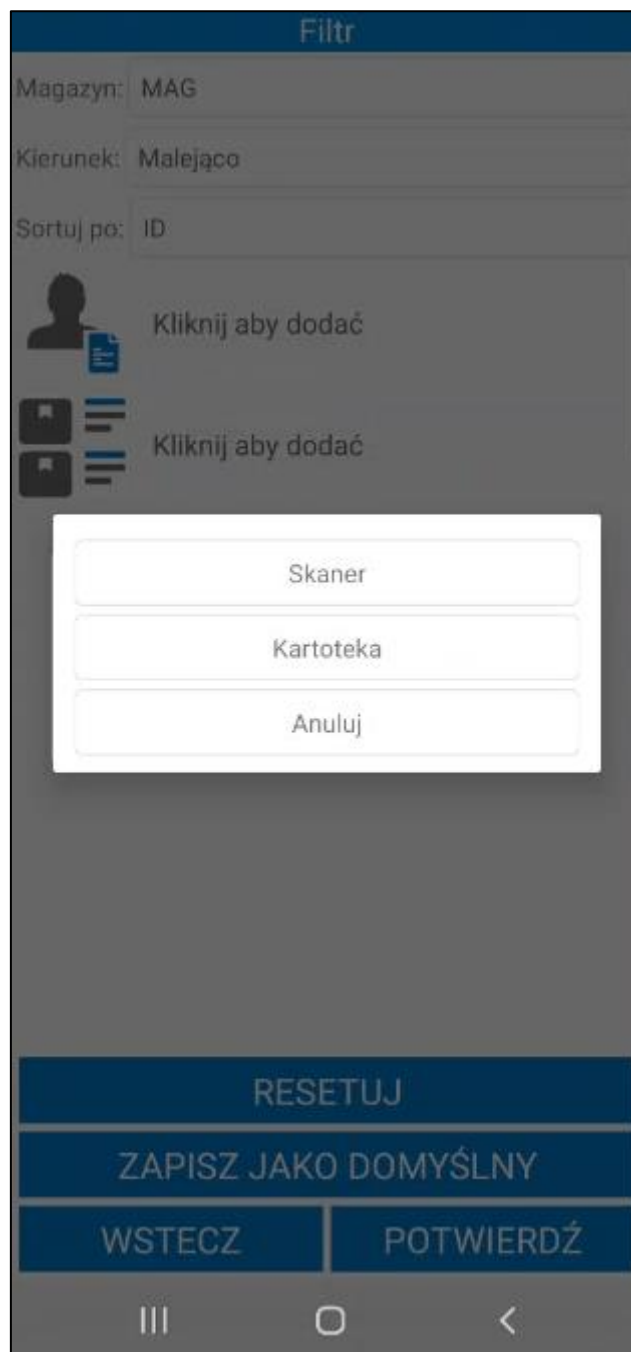 Filtr
Magazyn: MAG
Kierunek: Malejąco
Sortuj po: ID
Kliknij aby dodać
Kliknij aby dodać
Skaner
Kartoteka
Anuluj
RESETUJ
ZAPISZ JAKO DOMYŚLNY
WSTECZ POTWIERDŹ